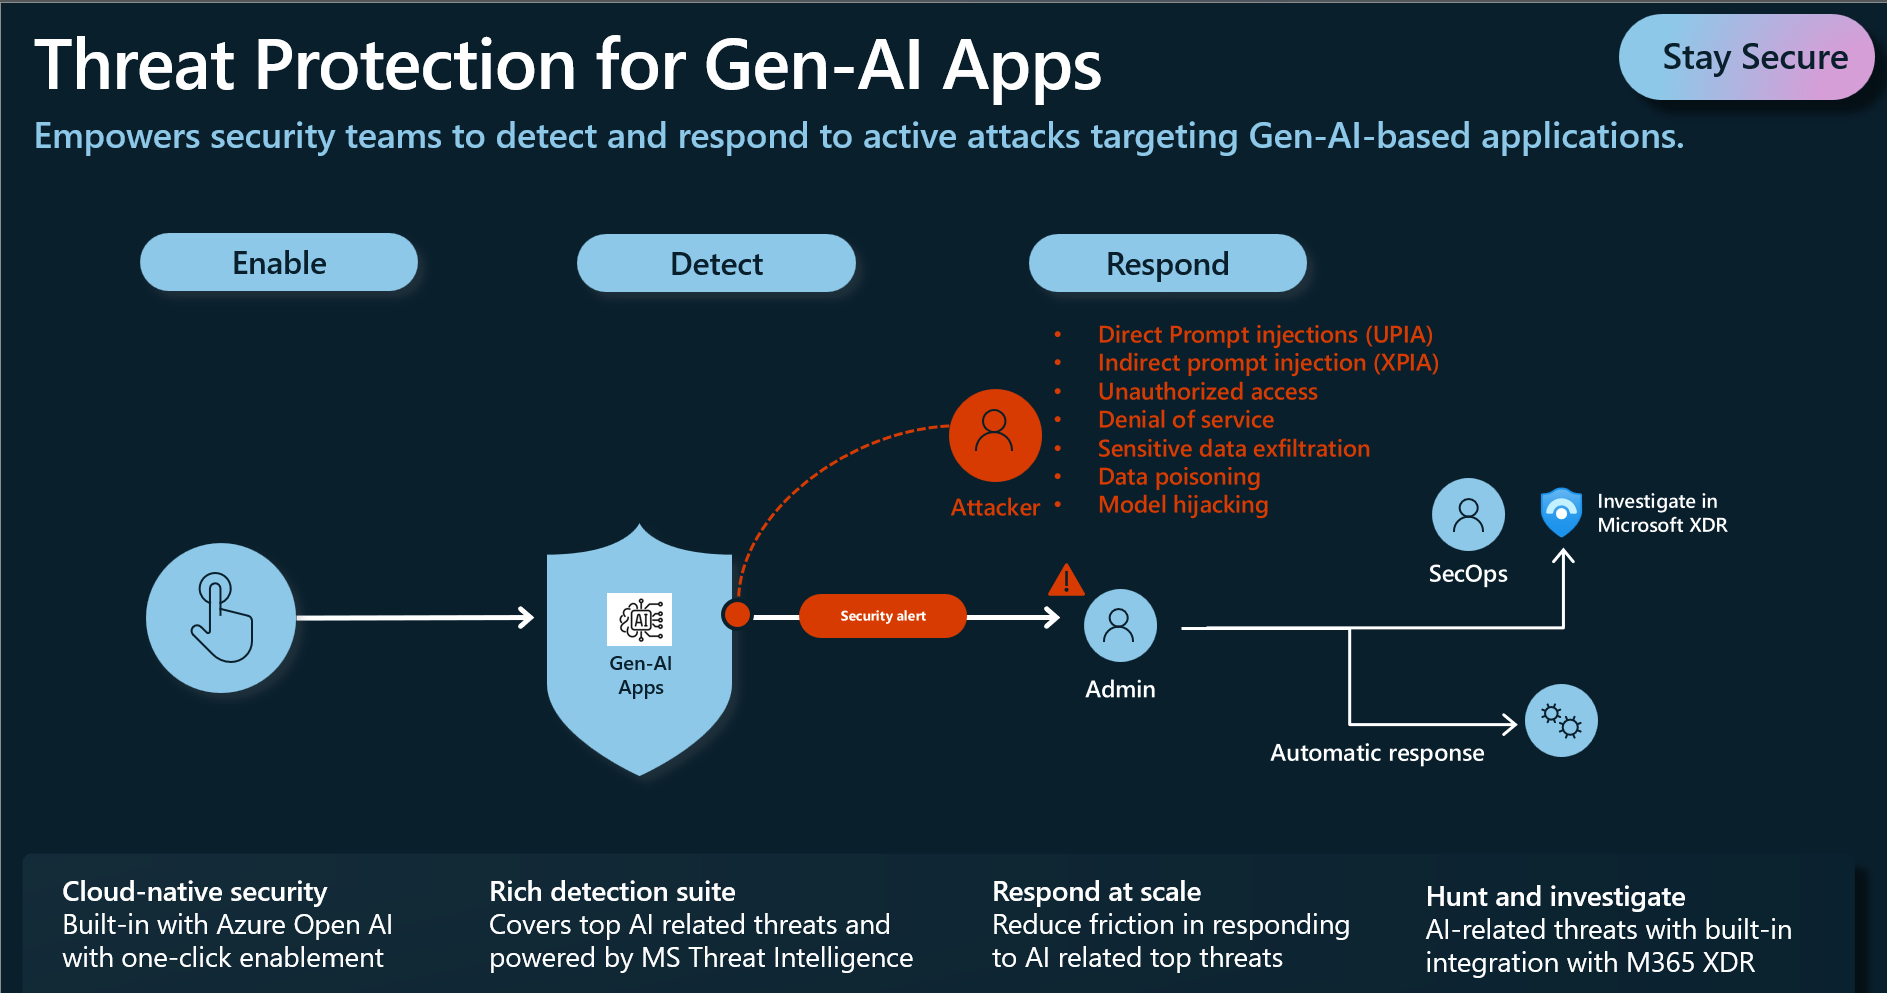 Threat Protection for Gen-AI Apps
Stay Secure
Empowers security teams to detect and respond to active attacks targeting Gen-AI-based applications.
Enable
Detect
Respond
• Direct Prompt injections (UPIA)
• Indirect prompt injection (XPIA)
• Unauthorized access
• Denial of service
• Sensitive data exfiltration
• Data poisoning
• Model hijacking
Attacker
Investigate in
Microsoft XDR
SecOps
AI
Gen-AI
Apps
Security alert
Admin
Automatic response
Cloud-native security
Built-in with Azure Open AI
with one-click enablement
Rich detection suite
Covers top AI related threats and
powered by MS Threat Intelligence
Respond at scale
Reduce friction in responding
to AI related top threats
Hunt and investigate
AI-related threats with built-in
integration with M365 XDR